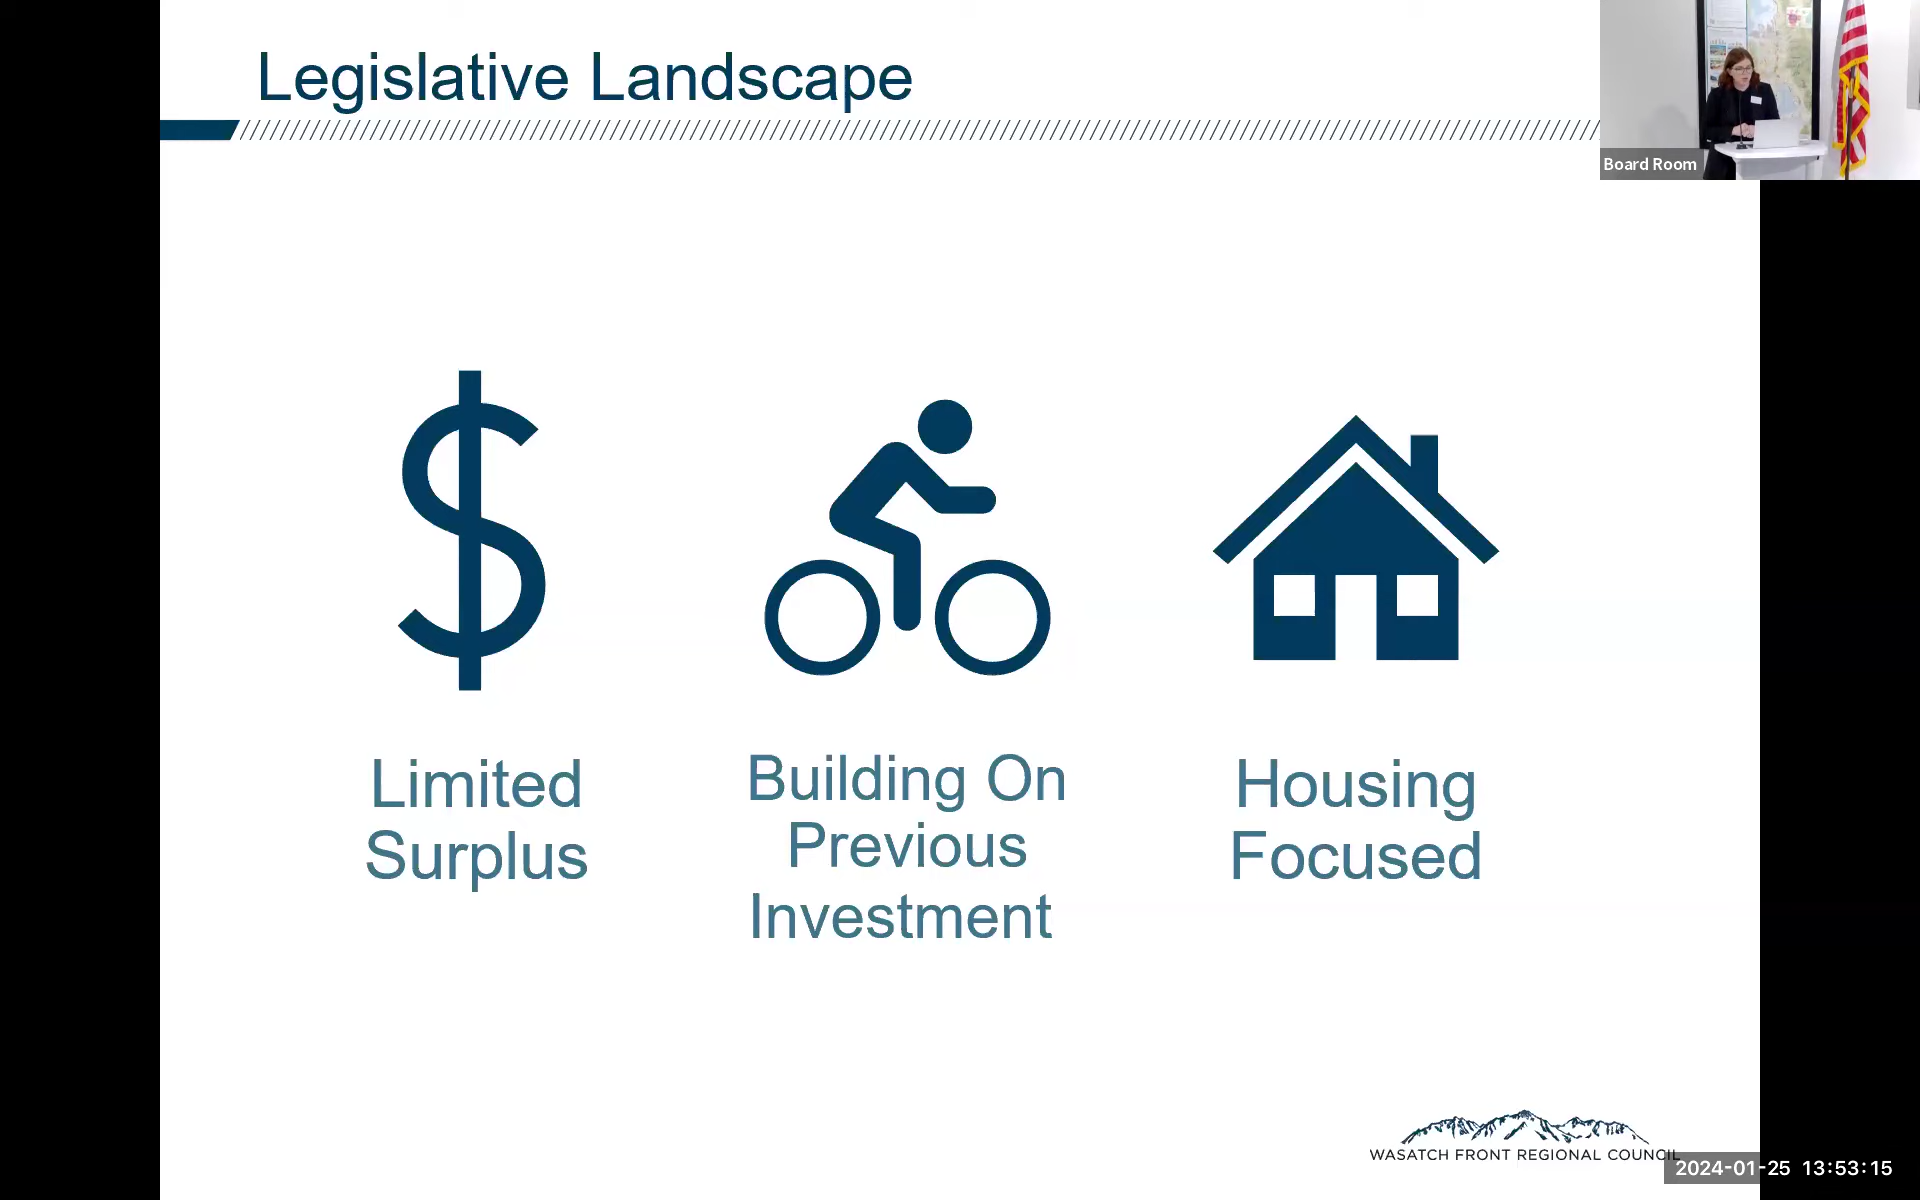 Legislative Landscape
Board Room
Limited
Surplus
Building On
Previous
Investment
Housing
Focused
WASATCH FRONT REGIONAL COUNCIL
2024-01-25 13:53:15